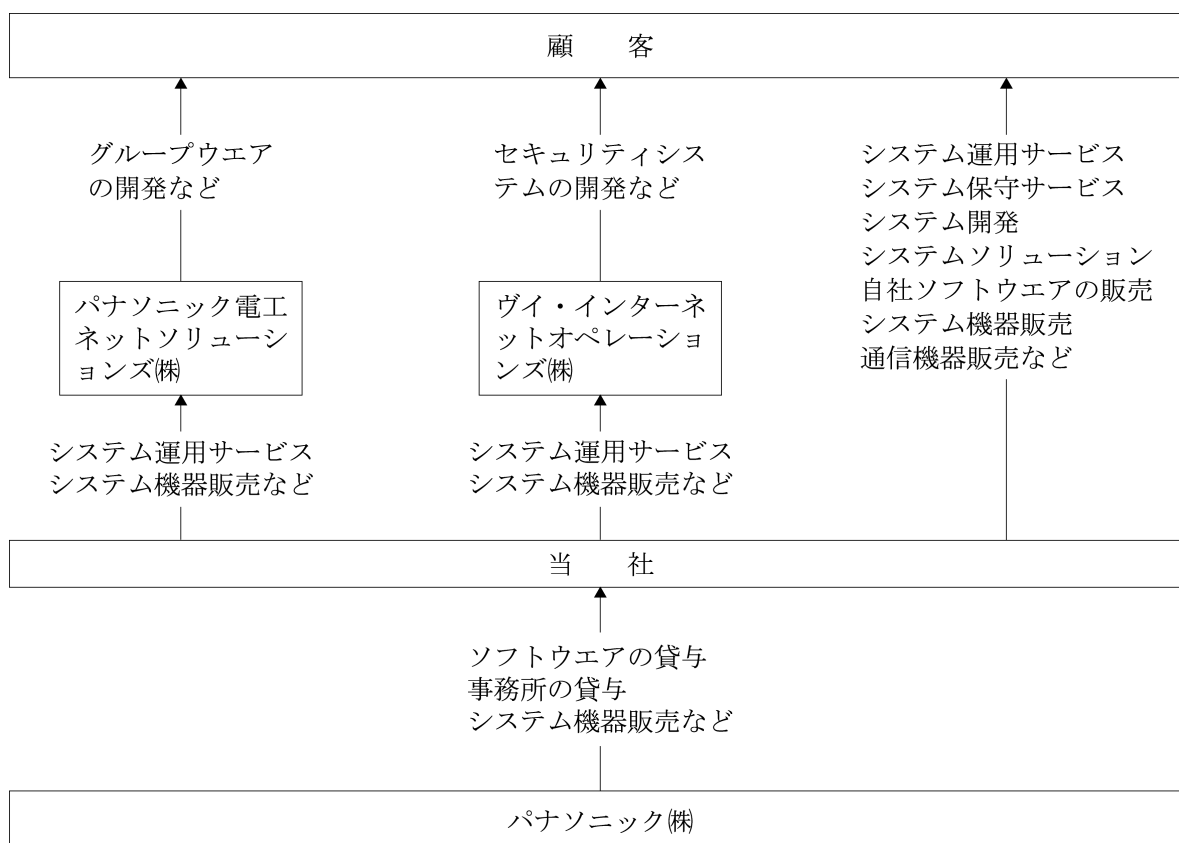 顧　　客
グループウエア
の開発など
セキュリティシス
テムの開発など
システム運用サービス
システム保守サービス
システム開発
システムソリューション
自社ソフトウエアの販売
システム機器販売
通信機器販売など
パナソニック電工
ネットソリューシ
ョンズ㈱
ヴイ・インターネ
ットオペレーショ
ンズ㈱
システム運用サービス
システム機器販売など
システム運用サービス
システム機器販売など
当　　社
ソフトウエアの貸与
事務所の貸与
システム機器販売など
パナソニック㈱